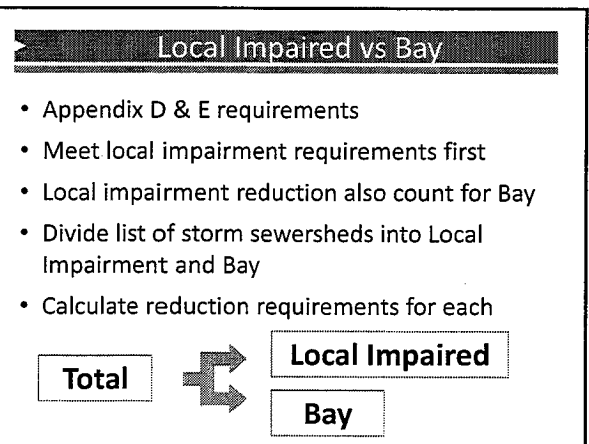 Local Impaired vs Bay
• Appendix D & E requirements
• Meet local impairment requirements first
• Local impairment reduction also count for Bay
• Divide list of storm sewersheds into Local
Impairment and Bay
• Calculate reduction requirements for each
Total
Local Impaired
Bay